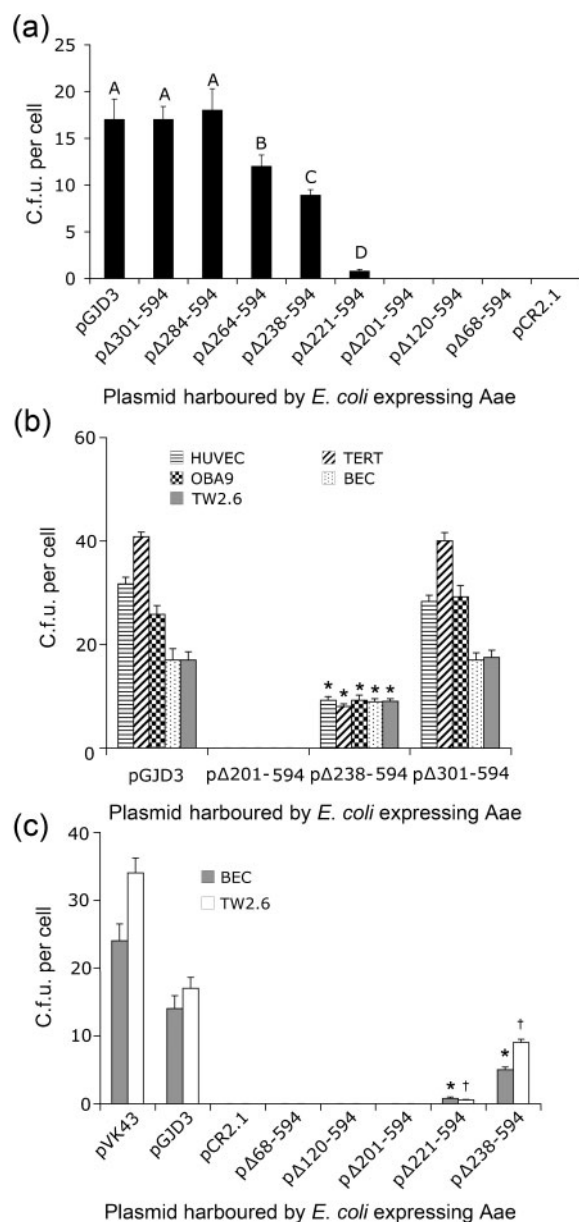 (a)
25
20
15
10
5
0
C.f.u. per cell
A A A B C D
pGJD3 pΔ301-594 pΔ284-594 pΔ264-594 pΔ238-594 pΔ221-594 pΔ201-594 pΔ120-594 pΔ68-594 pCR2.1
Plasmid harboured by E. coli expressing Aae
(b)
60
40
20
0
C.f.u. per cell
HUVEC TERT
OBA9 BEC
TW2.6
* * * * *
pGJD3 pΔ201-594 pΔ238-594 pΔ301-594
Plasmid harboured by E. coli expressing Aae
(c)
40
30
20
10
0
C.f.u. per cell
BEC
TW2.6
* † * †
pVK43 pGJD3 pCR2.1 pΔ68-594 pΔ120-594 pΔ201-594 pΔ221-594 pΔ238-594
Plasmid harboured by E. coli expressing Aae